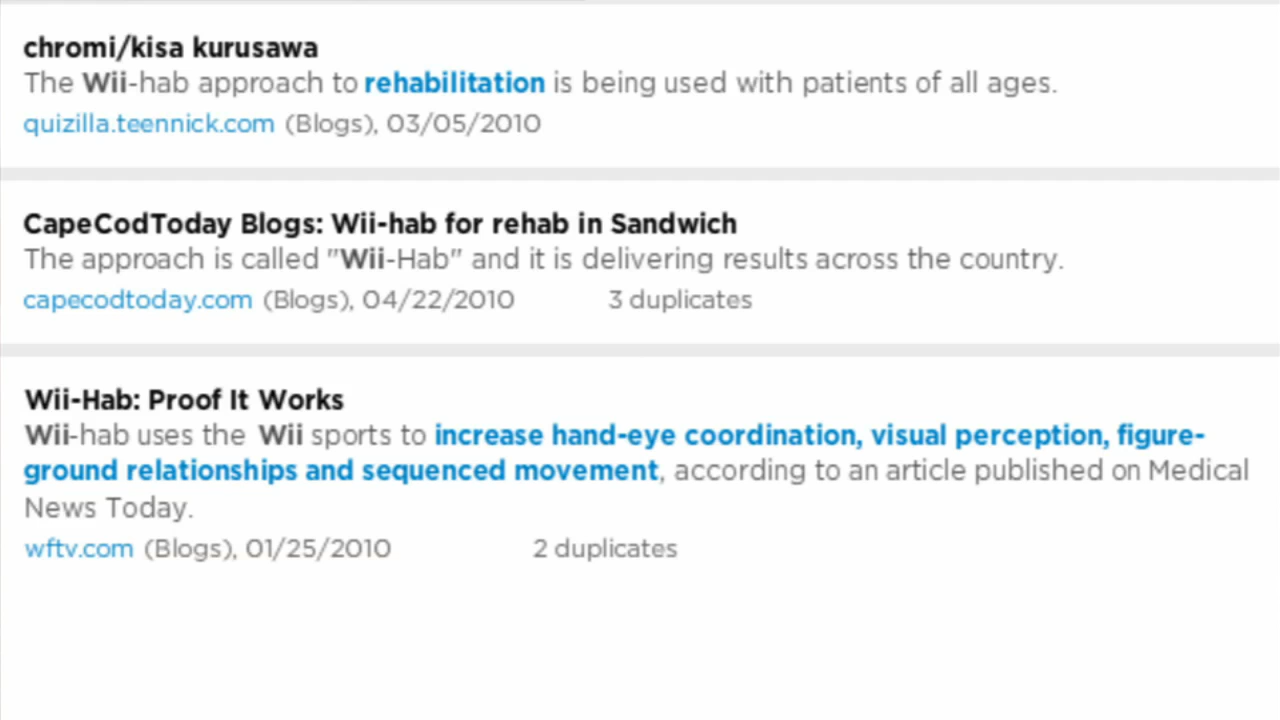 chromi/kisa kurusawa
The Wii-hab approach to rehabilitation is being used with patients of all ages.
quizilla.teennick.com (Blogs), 03/05/2010
CapeCodToday Blogs: Wii-hab for rehab in Sandwich
The approach is called "Wii-Hab" and it is delivering results across the country.
capecodtoday.com (Blogs), 04/22/2010 3 duplicates
Wii-Hab: Proof It Works
Wii-hab uses the Wii sports to increase hand-eye coordination, visual perception, figure-
ground relationships and sequenced movement, according to an article published on Medical
News Today.
wftv.com (Blogs), 01/25/2010 2 duplicates